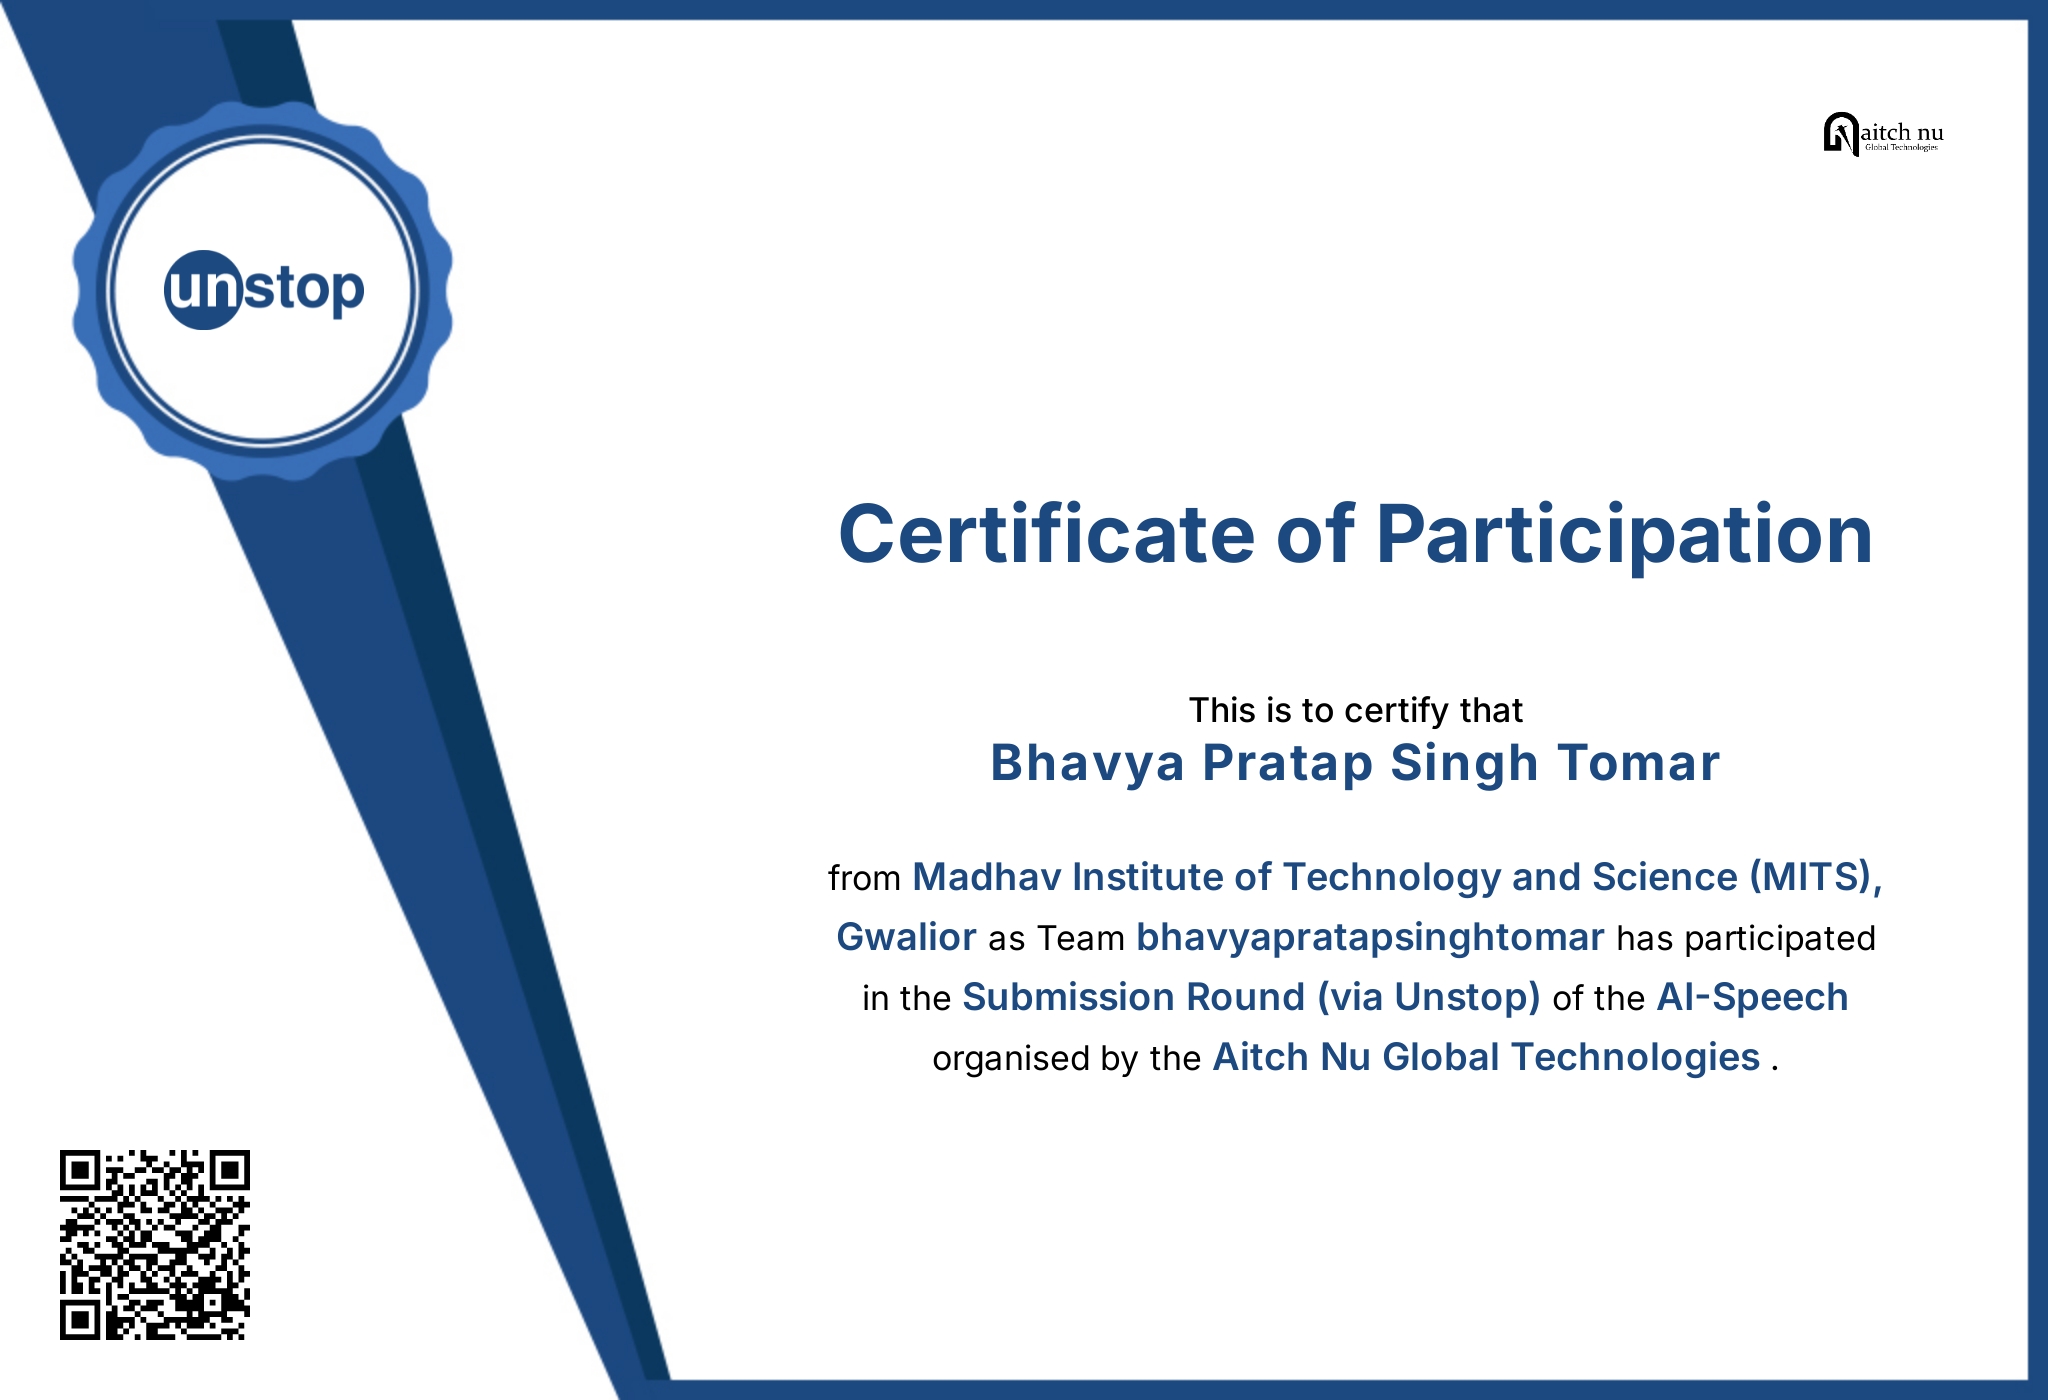 unstop
aitch nu
Global Technologies
Certificate of Participation
This is to certify that
Bhavya Pratap Singh Tomar
from Madhav Institute of Technology and Science (MITS),
Gwalior as Team bhavyapratapsinghtomar has participated
in the Submission Round (via Unstop) of the AI-Speech
organised by the Aitch Nu Global Technologies .